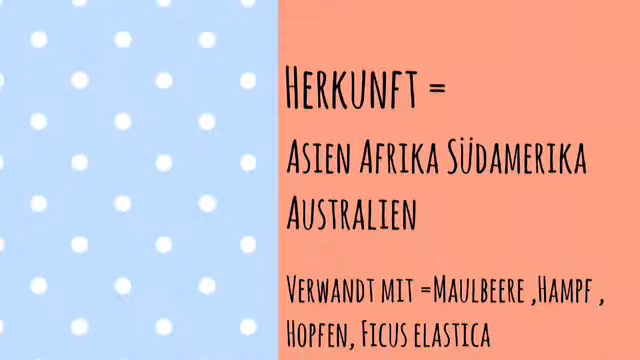 HERKUNFT =
ASIEN AFRIKA SÜDAMERIKA
AUSTRALIEN
VERWANDT MIT =MAULBEERE ,HAMPF ,
HOPFEN, FICUS ELASTICA